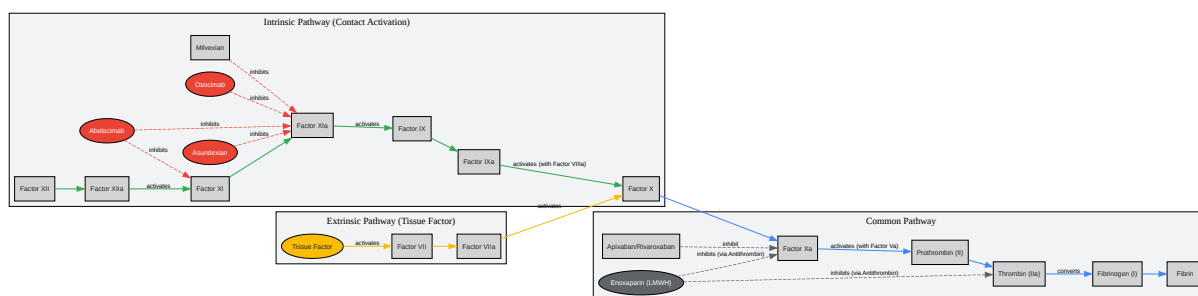 Intrinsic Pathway (Contact Activation)
Milvexian
inhibits
Osocimab
inhibits
Abelacimab
inhibits
Factor XIa
activates
Factor IX
inhibits
inhibits
Asundexian
Factor IXa
activates (with Factor VIIIa)
Factor XII
Factor XIIa
activates
Factor XI
Factor X
activates
Extrinsic Pathway (Tissue Factor)
Tissue Factor
activates
Factor VII
Factor VIIa
Common Pathway
Apixaban/Rivaroxaban
inhibit
inhibits (via Antithrombin)
Factor Xa
activates (with Factor Va)
Prothrombin (II)
Enoxaparin (LMWH)
inhibits (via Antithrombin)
Thrombin (IIa)
converts
Fibrinogen (I)
Fibrin